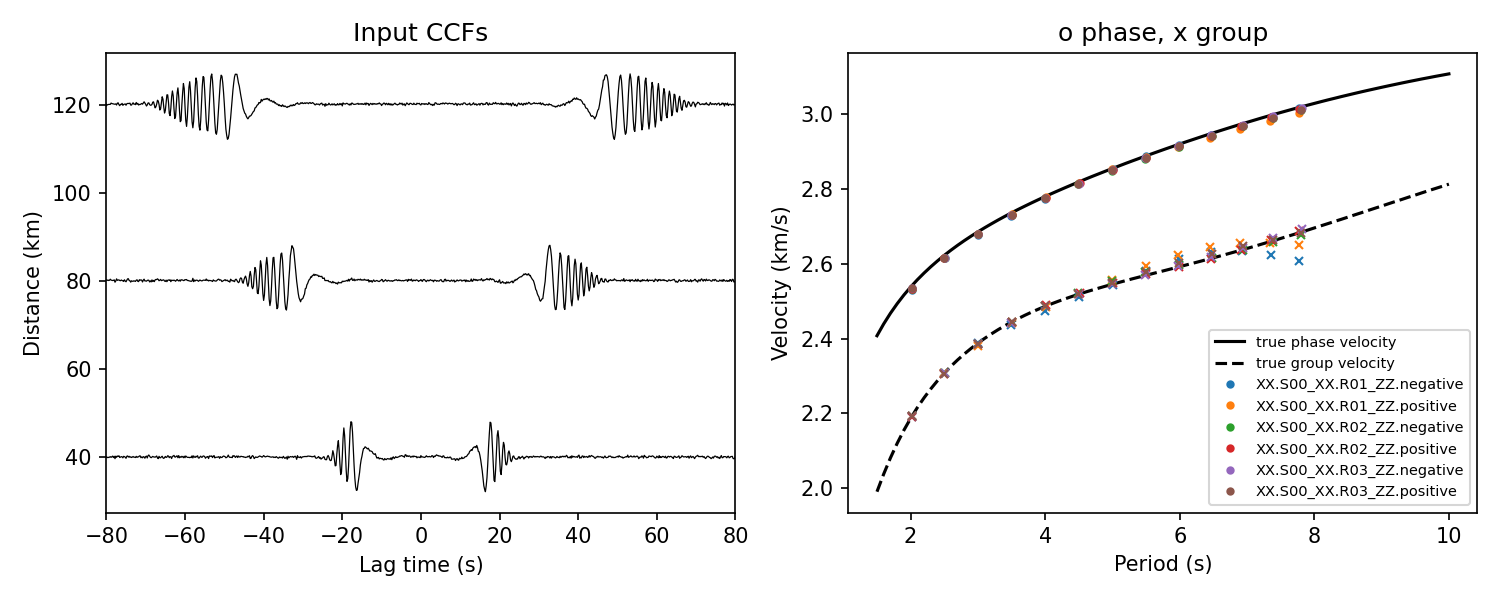 Input CCFs
120
100
80
60
40
−80
−60
−40
−20
0
20
40
60
80
Distance (km)
Lag time (s)
o phase, x group
3.0
2.8
2.6
2.4
2.2
2.0
2
4
6
8
10
Velocity (km/s)
Period (s)
true phase velocity
true group velocity
XX.S00_XX.R01_ZZ.negative
XX.S00_XX.R01_ZZ.positive
XX.S00_XX.R02_ZZ.negative
XX.S00_XX.R02_ZZ.positive
XX.S00_XX.R03_ZZ.negative
XX.S00_XX.R03_ZZ.positive